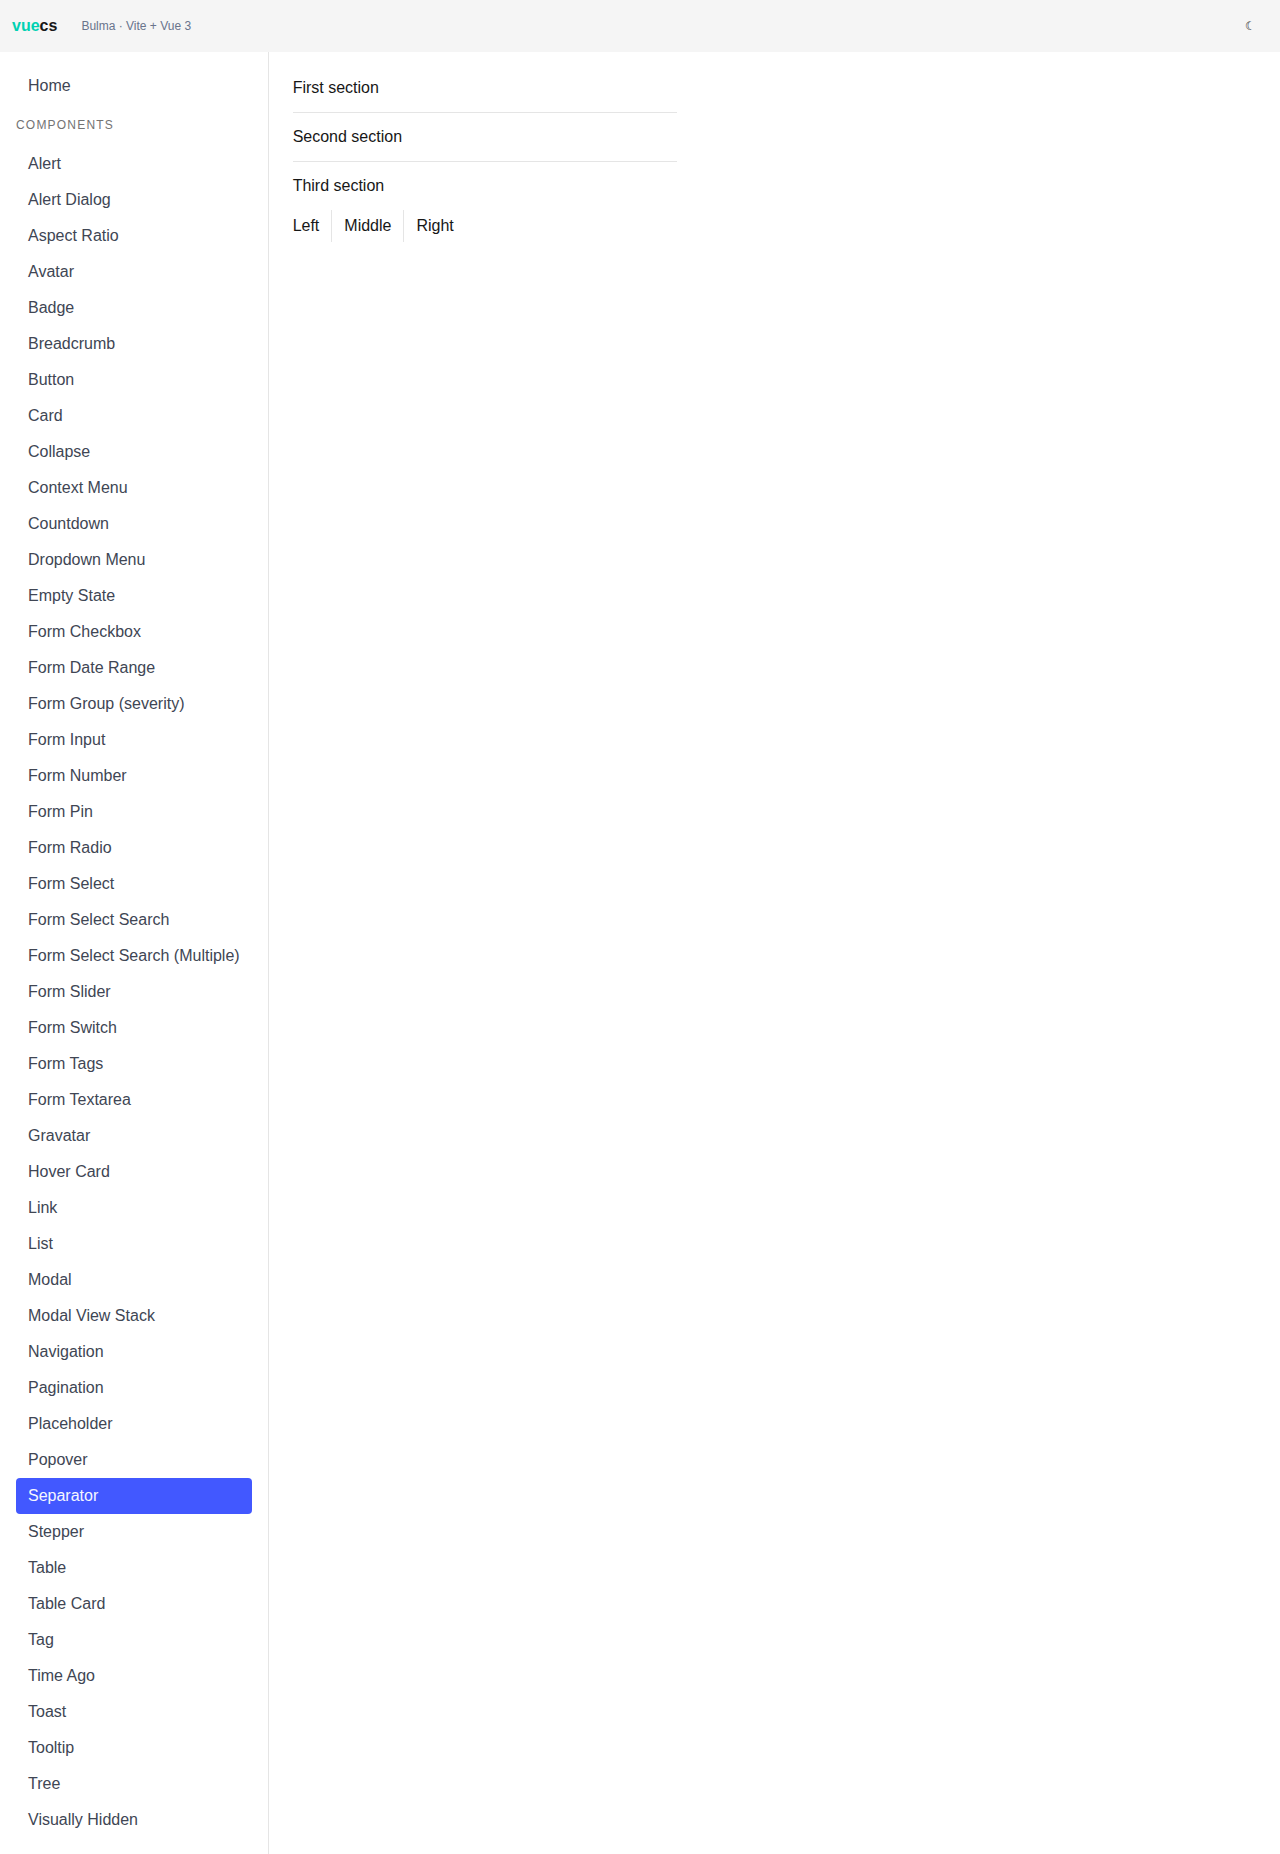 vuecs Bulma · Vite + Vue 3
Home
COMPONENTS
Alert
Alert Dialog
Aspect Ratio
Avatar
Badge
Breadcrumb
Button
Card
Collapse
Context Menu
Countdown
Dropdown Menu
Empty State
Form Checkbox
Form Date Range
Form Group (severity)
Form Input
Form Number
Form Pin
Form Radio
Form Select
Form Select Search
Form Select Search (Multiple)
Form Slider
Form Switch
Form Tags
Form Textarea
Gravatar
Hover Card
Link
List
Modal
Modal View Stack
Navigation
Pagination
Placeholder
Popover
Separator
Stepper
Table
Table Card
Tag
Time Ago
Toast
Tooltip
Tree
Visually Hidden
First section
Second section
Third section
Left Middle Right